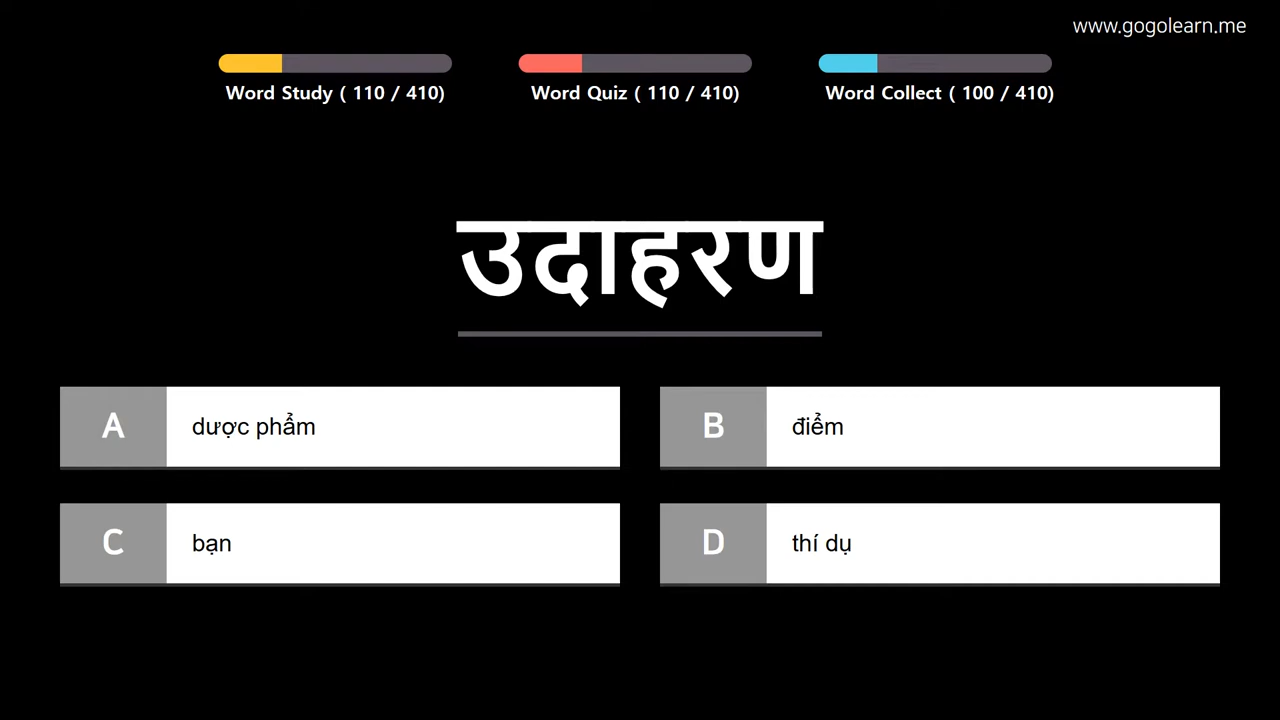 www.gogolearn.me
Word Study ( 110 / 410)
Word Quiz ( 110 / 410)
Word Collect ( 100 / 410)
उदाहरण
A
dược phẩm
B
điểm
C
bạn
D
thí dụ